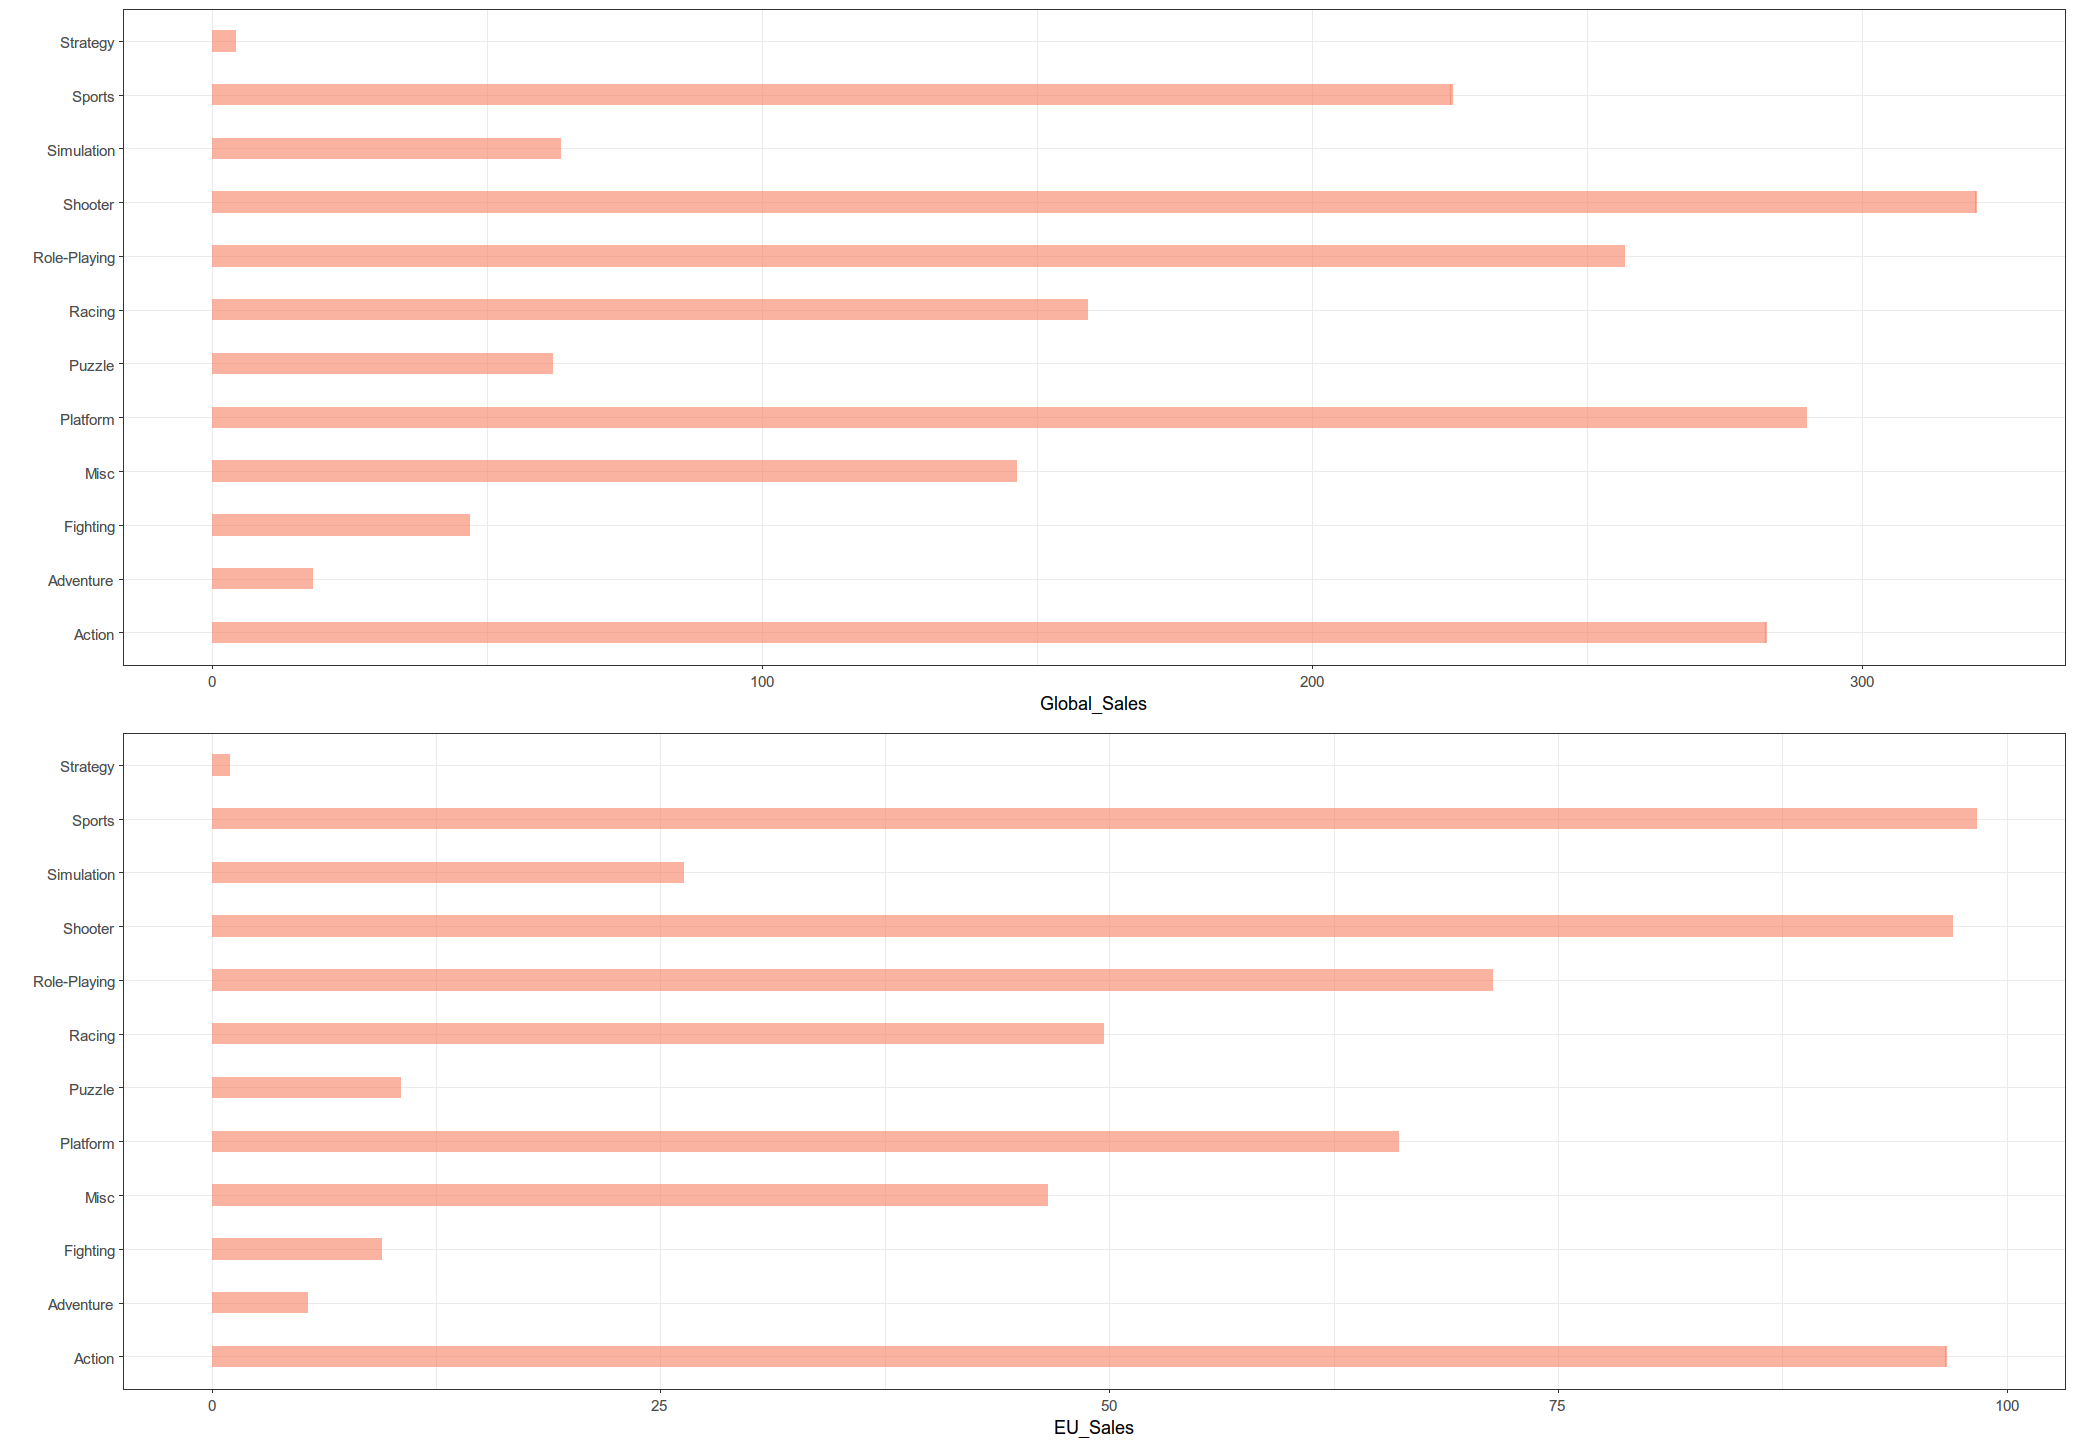 Strategy
Sports
Simulation
Shooter
Role-Playing
Racing
Puzzle
Platform
Misc
Fighting
Adventure
Action
0 100 200 300
Global_Sales
Strategy
Sports
Simulation
Shooter
Role-Playing
Racing
Puzzle
Platform
Misc
Fighting
Adventure
Action
0 25 50 75 100
EU_Sales